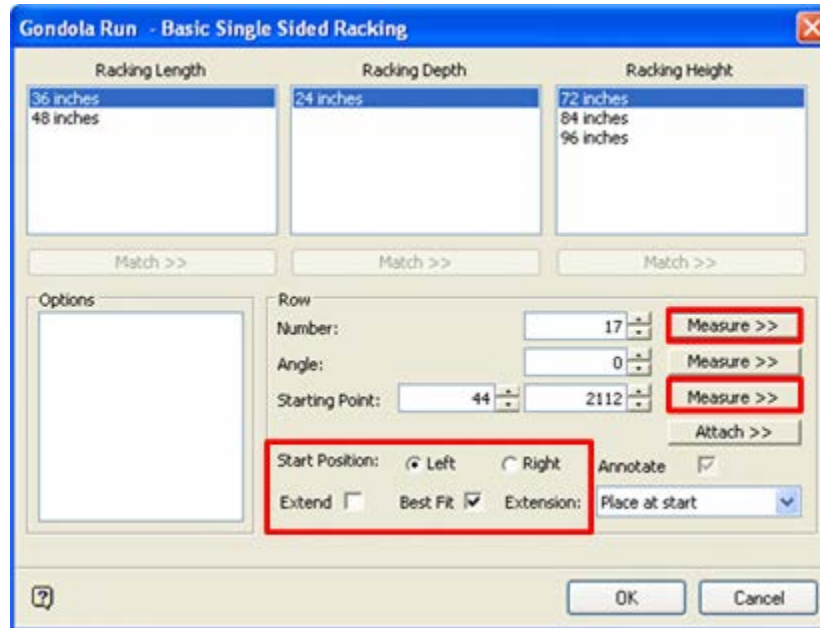 Gondola Run - Basic Single Sided Racking
Racking Length
Racking Depth
Racking Height
36 inches
24 inches
72 inches
48 inches
84 inches
96 inches
Match >>
Match >>
Match >>
Options
Row
Number:
17
Measure >>
Angle:
0
Measure >>
Starting Point:
44
2112
Measure >>
Attach >>
Start Position:
Left
Right
Annotate
Extend
Best Fit
Extension:
Place at start
OK
Cancel